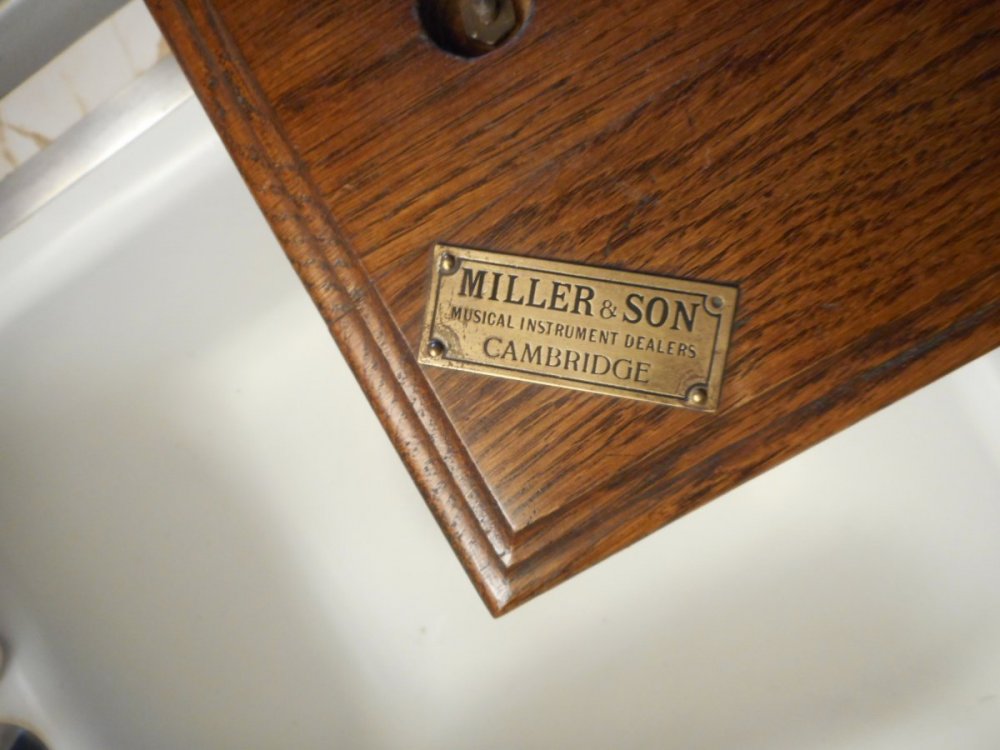 MILLER & SON
MUSICAL INSTRUMENT DEALERS
CAMBRIDGE